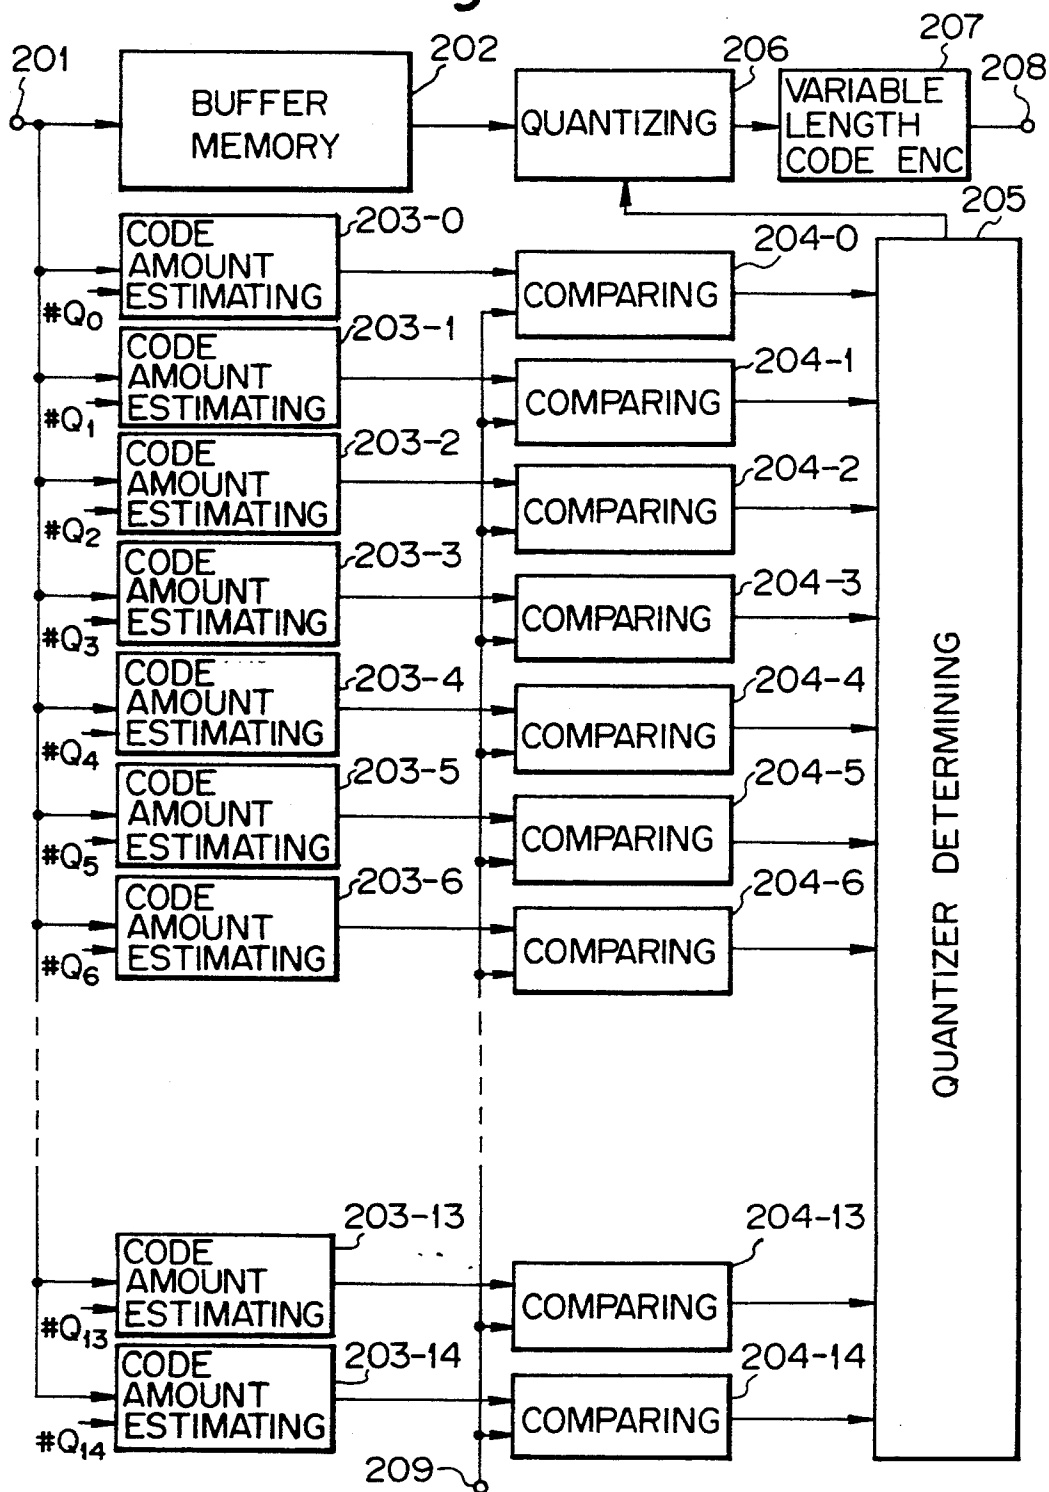 201
202
206
207
208
BUFFER
MEMORY
QUANTIZING
VARIABLE
LENGTH
CODE ENC
205
203-0
CODE
AMOUNT
ESTIMATING
#Q0
204-0
COMPARING
203-1
CODE
AMOUNT
ESTIMATING
#Q1
204-1
COMPARING
203-2
CODE
AMOUNT
ESTIMATING
#Q2
204-2
COMPARING
203-3
CODE
AMOUNT
ESTIMATING
#Q3
204-3
COMPARING
203-4
CODE
AMOUNT
ESTIMATING
#Q4
204-4
COMPARING
203-5
CODE
AMOUNT
ESTIMATING
#Q5
204-5
COMPARING
203-6
CODE
AMOUNT
ESTIMATING
#Q6
204-6
COMPARING
QUANTIZER DETERMINING
203-13
CODE
AMOUNT
ESTIMATING
#Q13
204-13
COMPARING
203-14
CODE
AMOUNT
ESTIMATING
#Q14
204-14
COMPARING
209